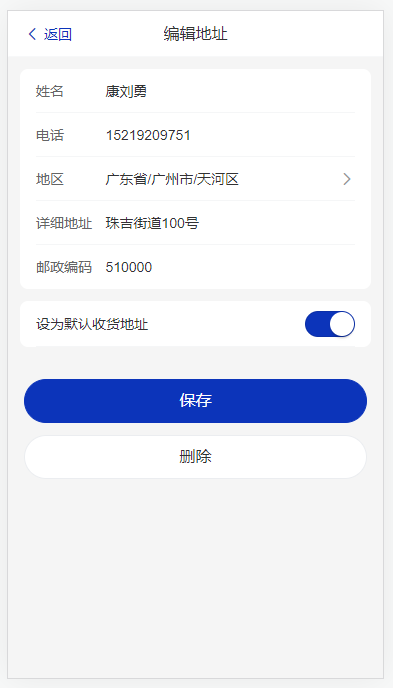 返回 编辑地址
姓名 康刘勇
电话 15219209751
地区 广东省/广州市/天河区
详细地址 珠吉街道100号
邮政编码 510000
设为默认收货地址
保存
删除